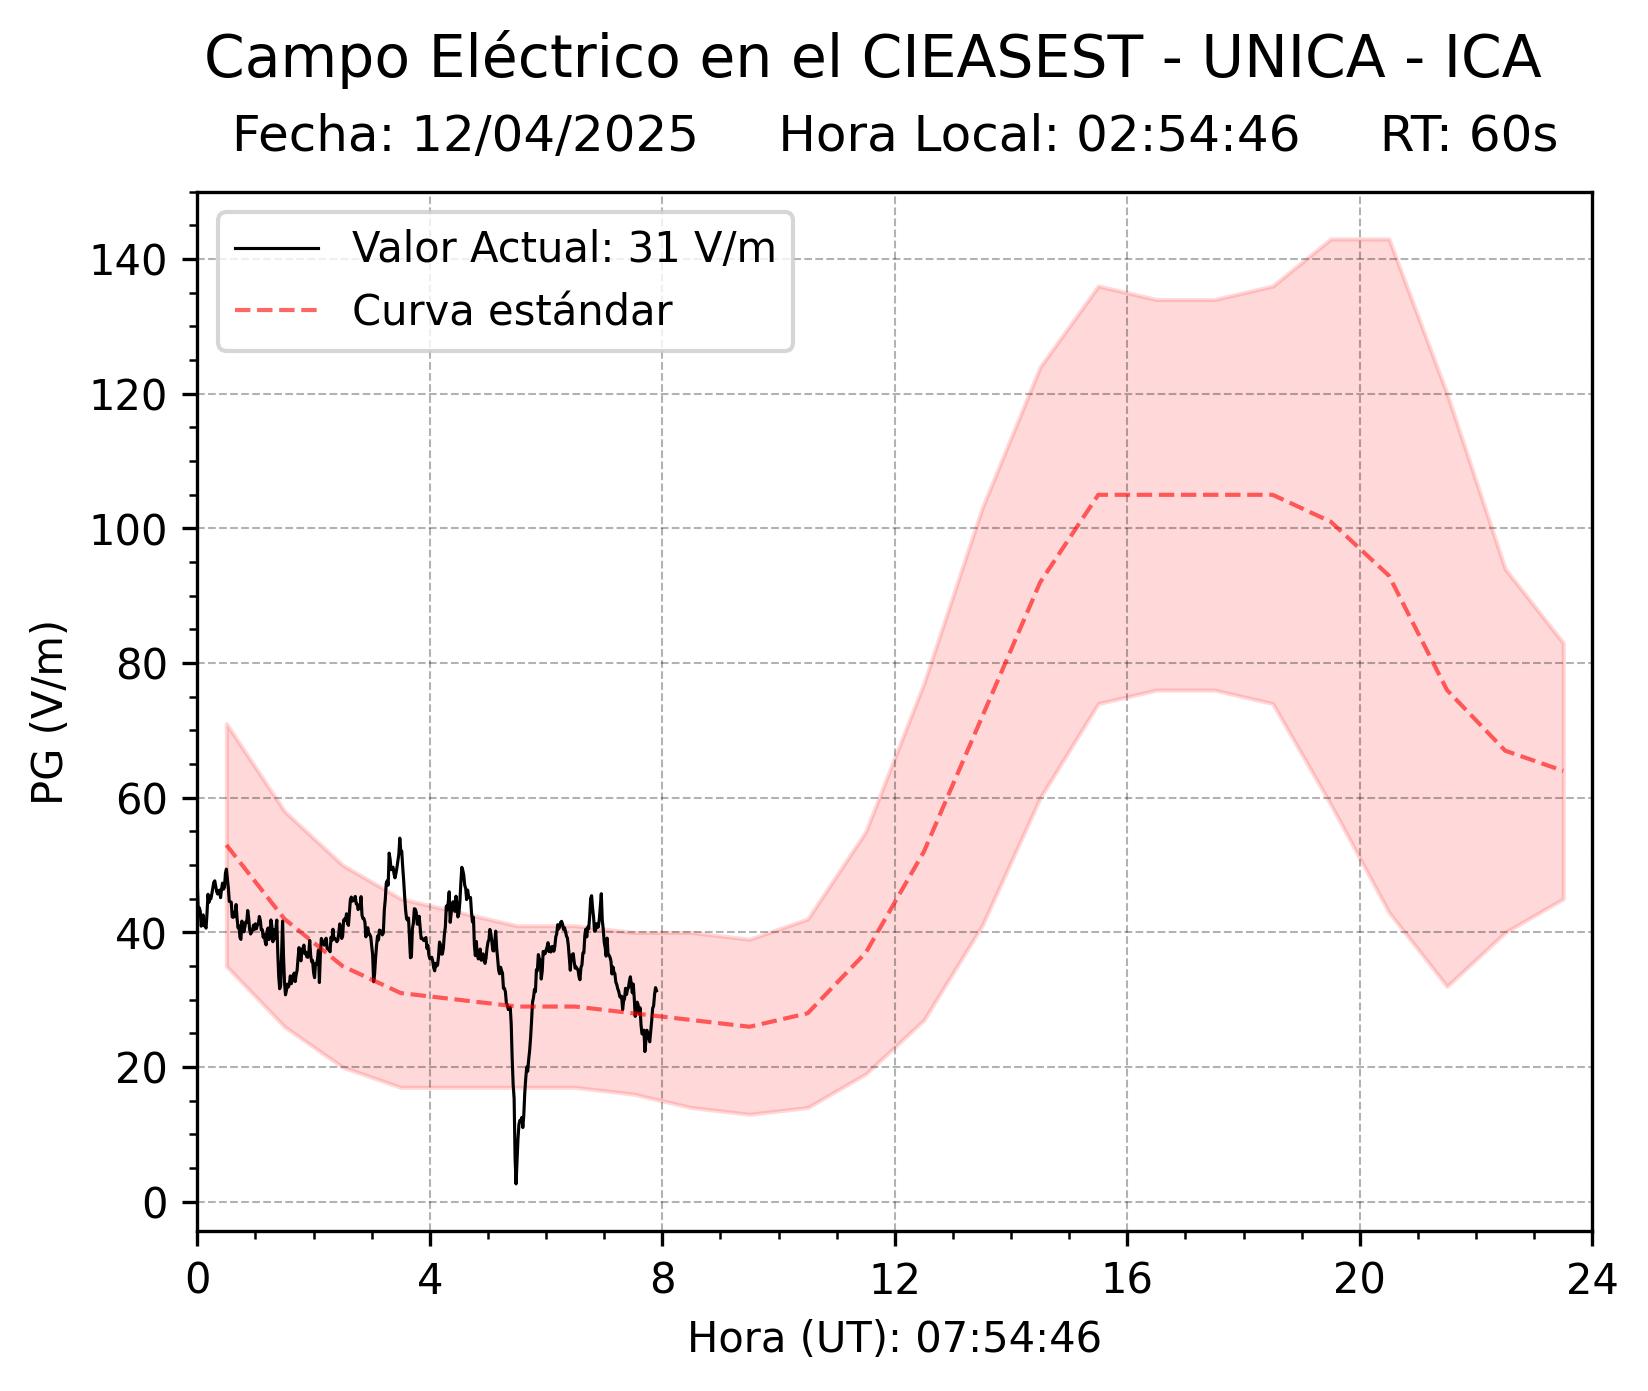 Campo Eléctrico en el CIEASEST - UNICA - ICA
Fecha: 12/04/2025 Hora Local: 02:54:46 RT: 60s
Valor Actual: 31 V/m
Curva estándar
PG (V/m)
140
120
100
80
60
40
20
0
0 4 8 12 16 20 24
Hora (UT): 07:54:46